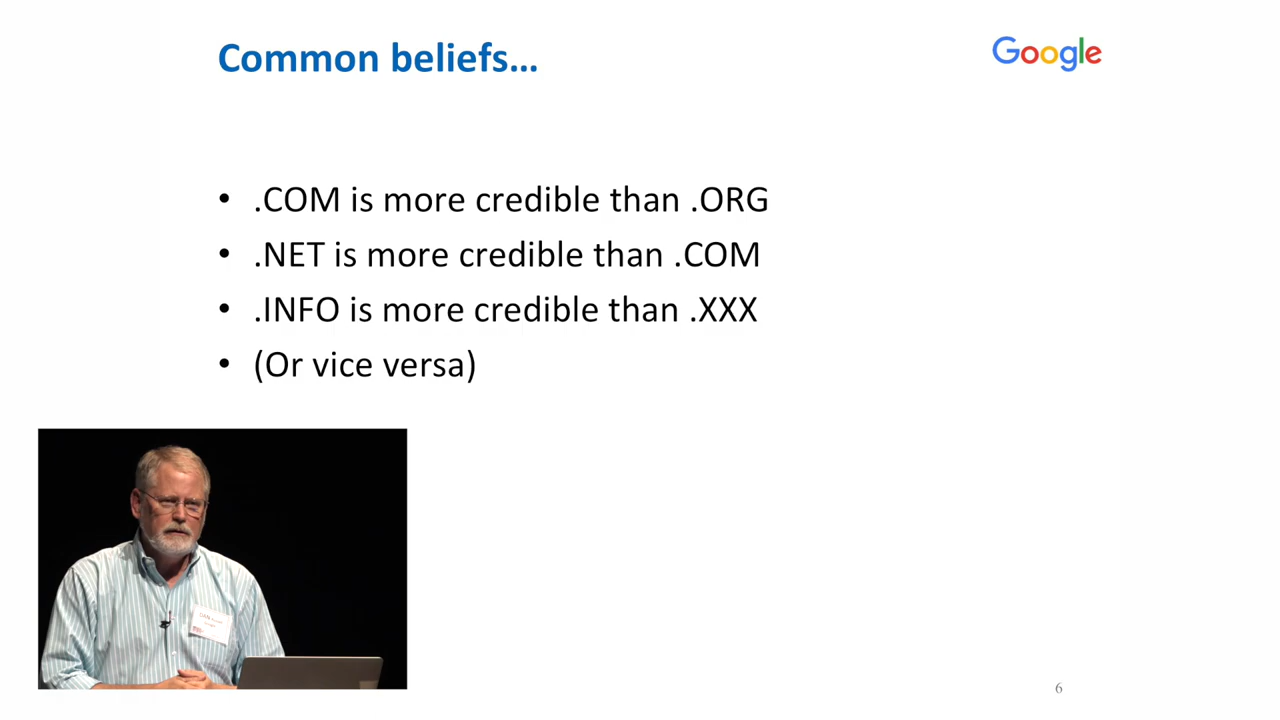 Common beliefs...
Google
• .COM is more credible than .ORG
• .NET is more credible than .COM
• .INFO is more credible than .XXX
• (Or vice versa)
DAN
6